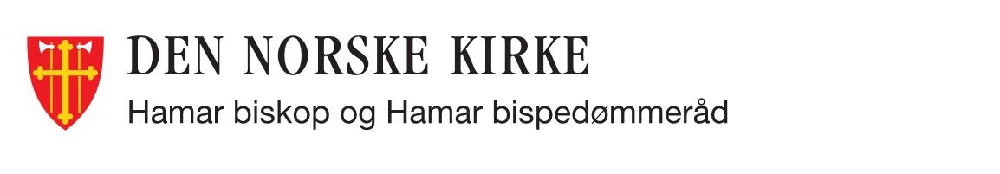 DEN NORSKE KIRKE
Hamar biskop og Hamar bispedømmeråd